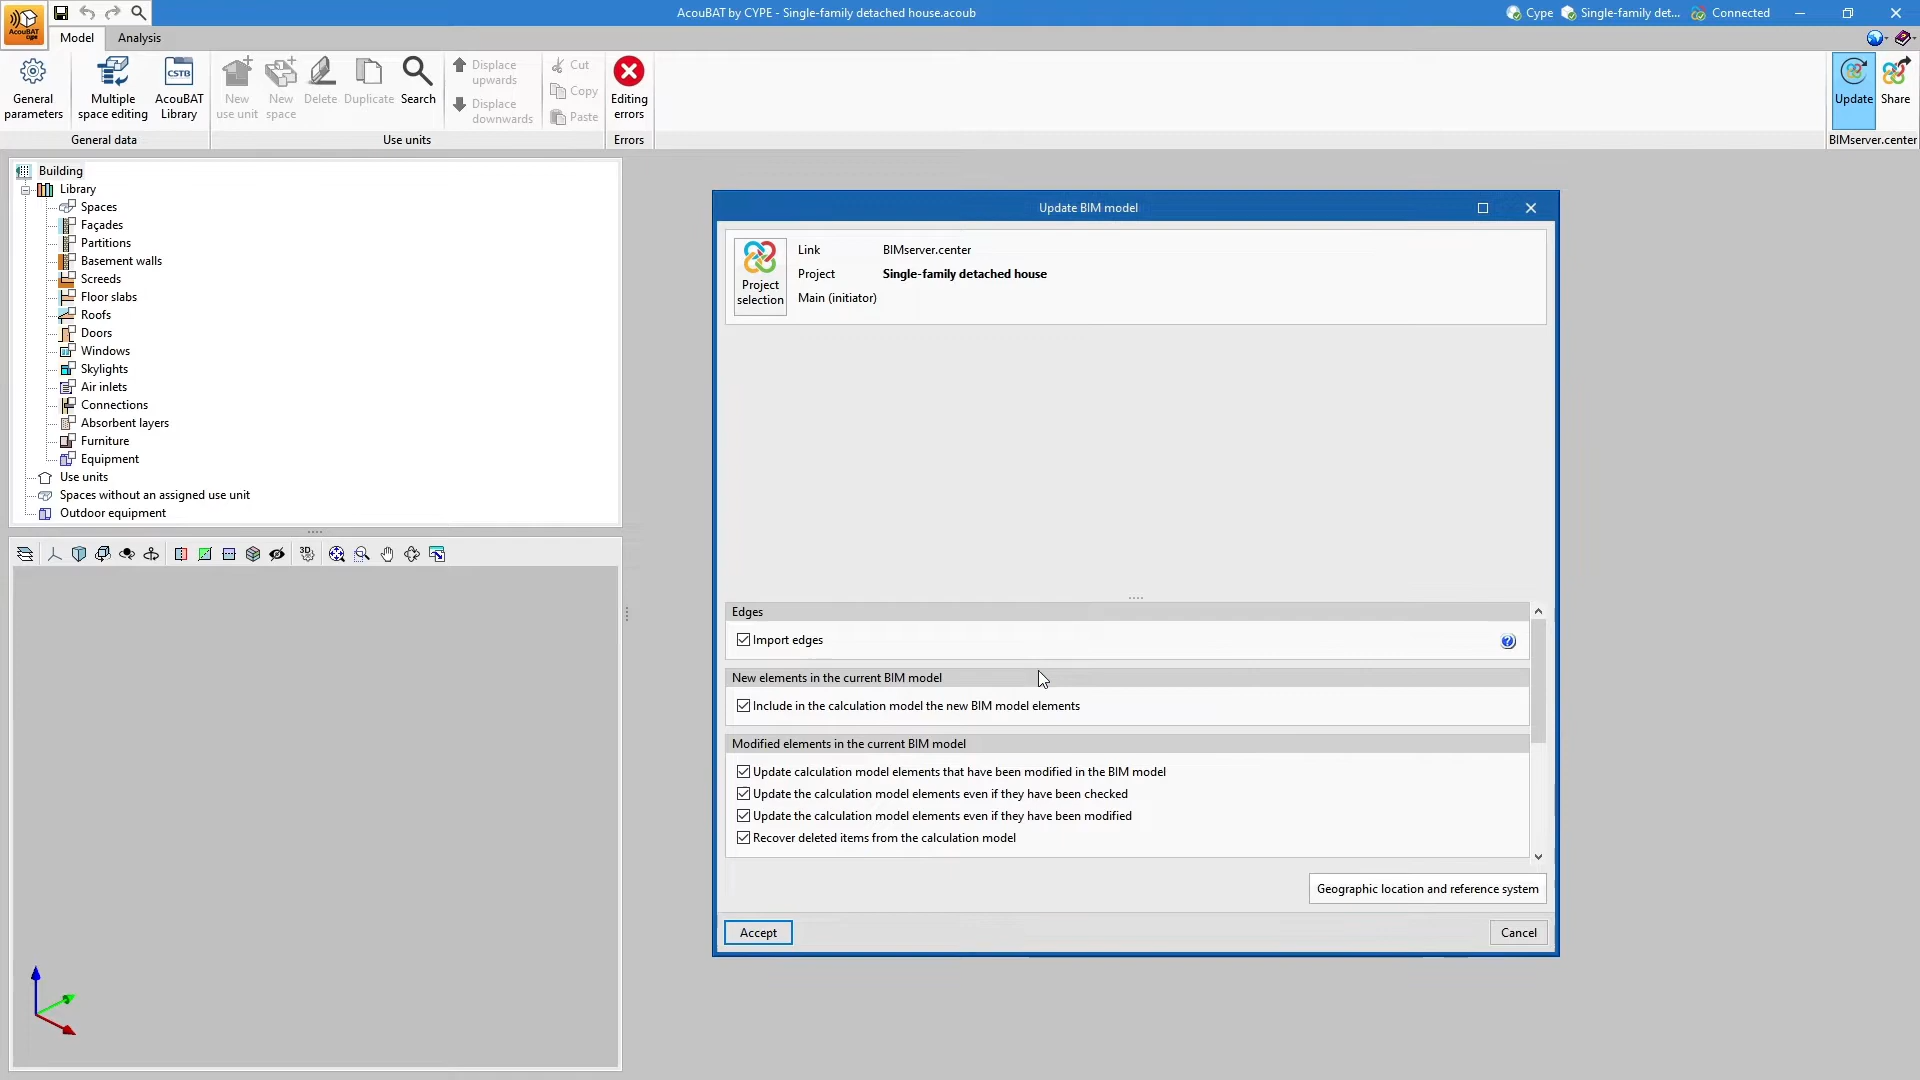 AcouBAT by CYPE - Single-family detached house.acoub
Cype
Single-family det...
Connected
AcouBAT
cype
Model
Analysis
General
parameters
Multiple
space editing
AcouBAT
Library
General data
New
use unit
New
space
Delete
Duplicate
Search
Displace
upwards
Displace
downwards
Cut
Copy
Paste
Use units
Editing
errors
Errors
Update
Share
BIMserver.center
CSTB
Building
Library
Spaces
Façades
Partitions
Basement walls
Screeds
Floor slabs
Roofs
Doors
Windows
Skylights
Air inlets
Connections
Absorbent layers
Furniture
Equipment
Use units
Spaces without an assigned use unit
Outdoor equipment
3D
Update BIM model
Project
selection
Link BIMserver.center
Project Single-family detached house
Main (initiator)
Edges
Import edges
?
New elements in the current BIM model
Include in the calculation model the new BIM model elements
Modified elements in the current BIM model
Update calculation model elements that have been modified in the BIM model
Update the calculation model elements even if they have been checked
Update the calculation model elements even if they have been modified
Recover deleted items from the calculation model
Geographic location and reference system
Accept
Cancel